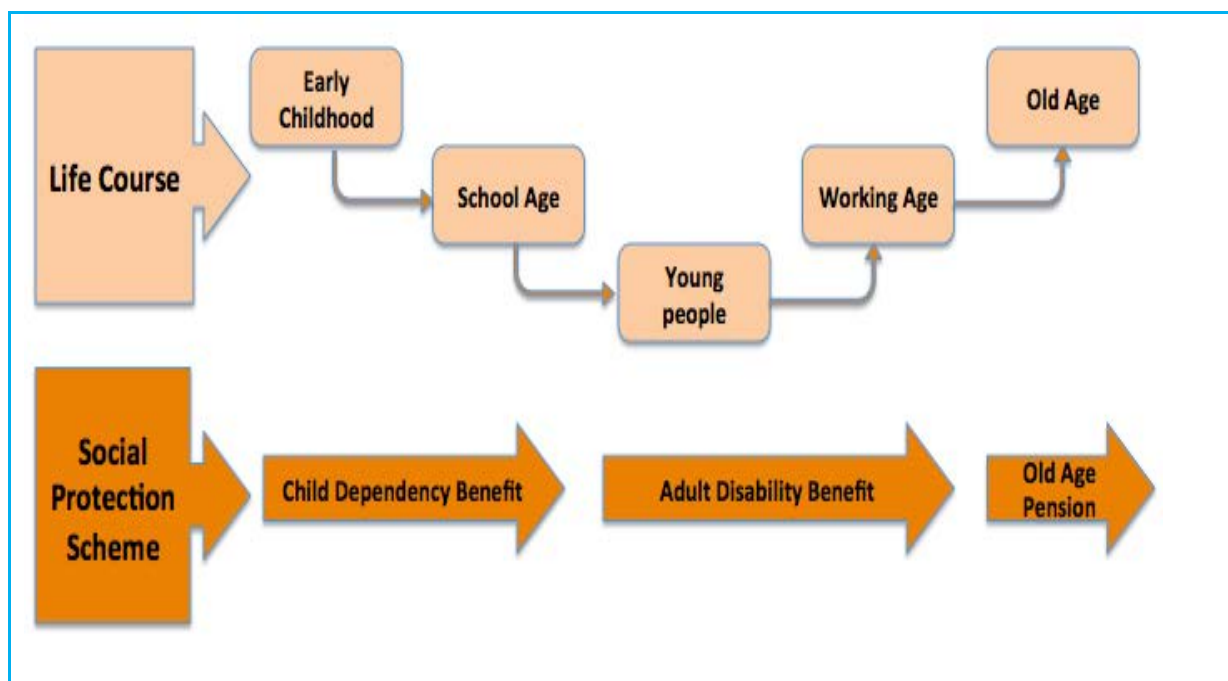 Life Course
Early
Childhood
School Age
Young
people
Working Age
Old Age
Social
Protection
Scheme
Child Dependency Benefit
Adult Disability Benefit
Old Age
Pension